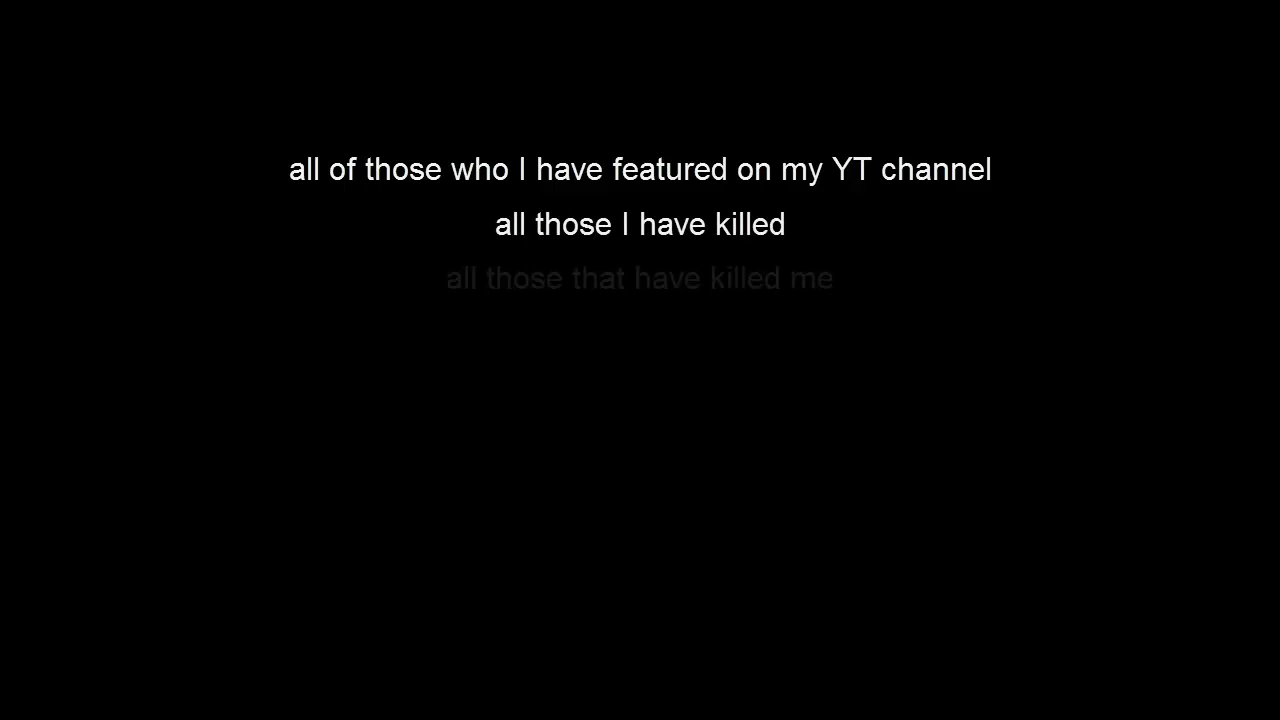 all of those who I have featured on my YT channel
all those I have killed
all those that have killed me